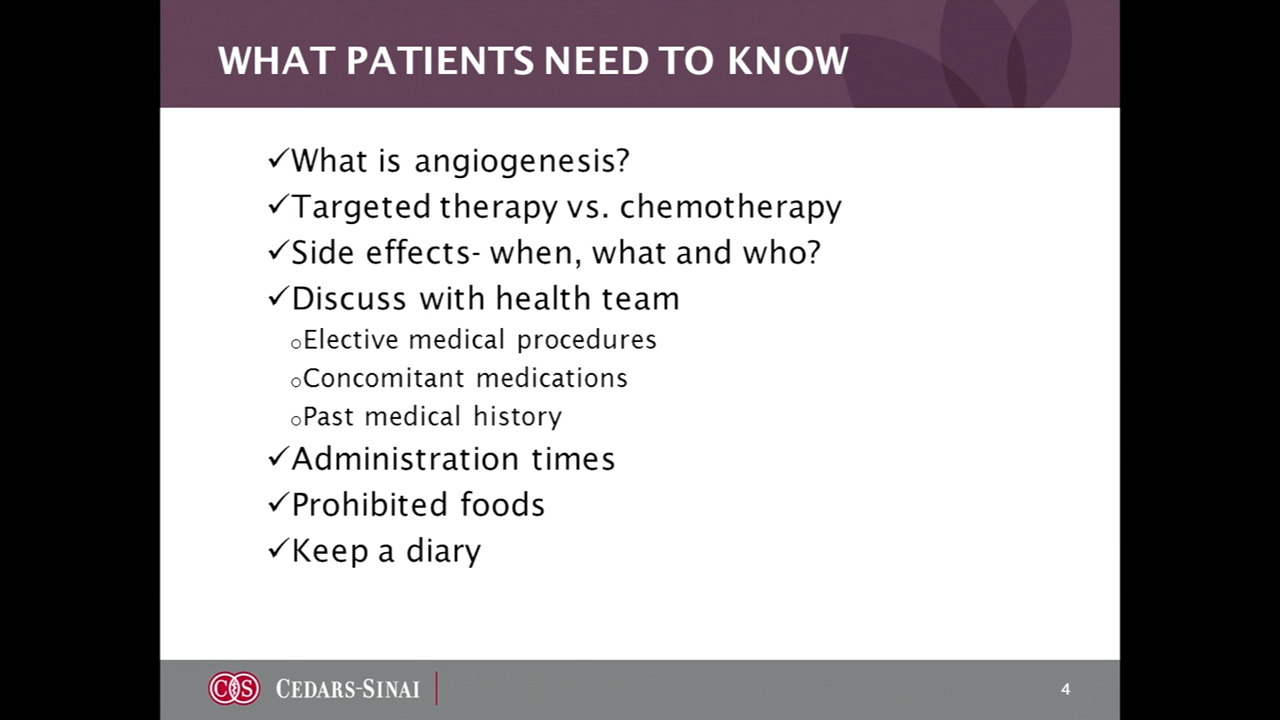 WHAT PATIENTS NEED TO KNOW
✓What is angiogenesis?
✓Targeted therapy vs. chemotherapy
✓Side effects- when, what and who?
✓Discuss with health team
○Elective medical procedures
○Concomitant medications
○Past medical history
✓Administration times
✓Prohibited foods
✓Keep a diary
CS CEDARS-SINAI
4